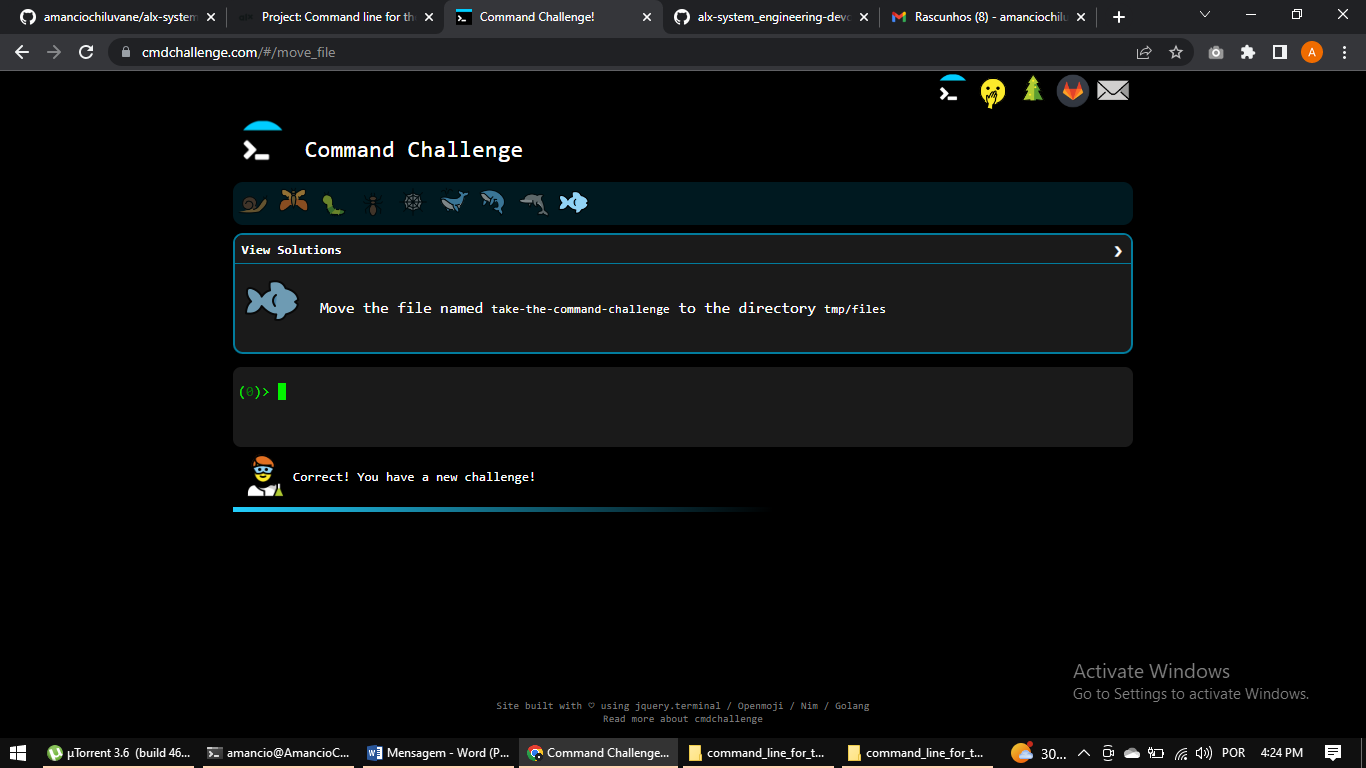 amanciochiluvane/alx-system
Project: Command line for the
Command Challenge!
alx-system_engineering-devo
Rascunhos (8) - amanciochilu
cmdchallenge.com/#/move_file
A
Command Challenge
View Solutions
Move the file named take-the-command-challenge to the directory tmp/files
(0)>
Correct! You have a new challenge!
Activate Windows
Go to Settings to activate Windows.
Site built with ♡ using jquery.terminal / Openmoji / Nim / Golang
Read more about cmdchallenge
µTorrent 3.6 (build 46...
amancio@AmancioC...
Mensagem - Word (P...
Command Challenge...
command_line_for_t...
command_line_for_t...
30...
POR
4:24 PM